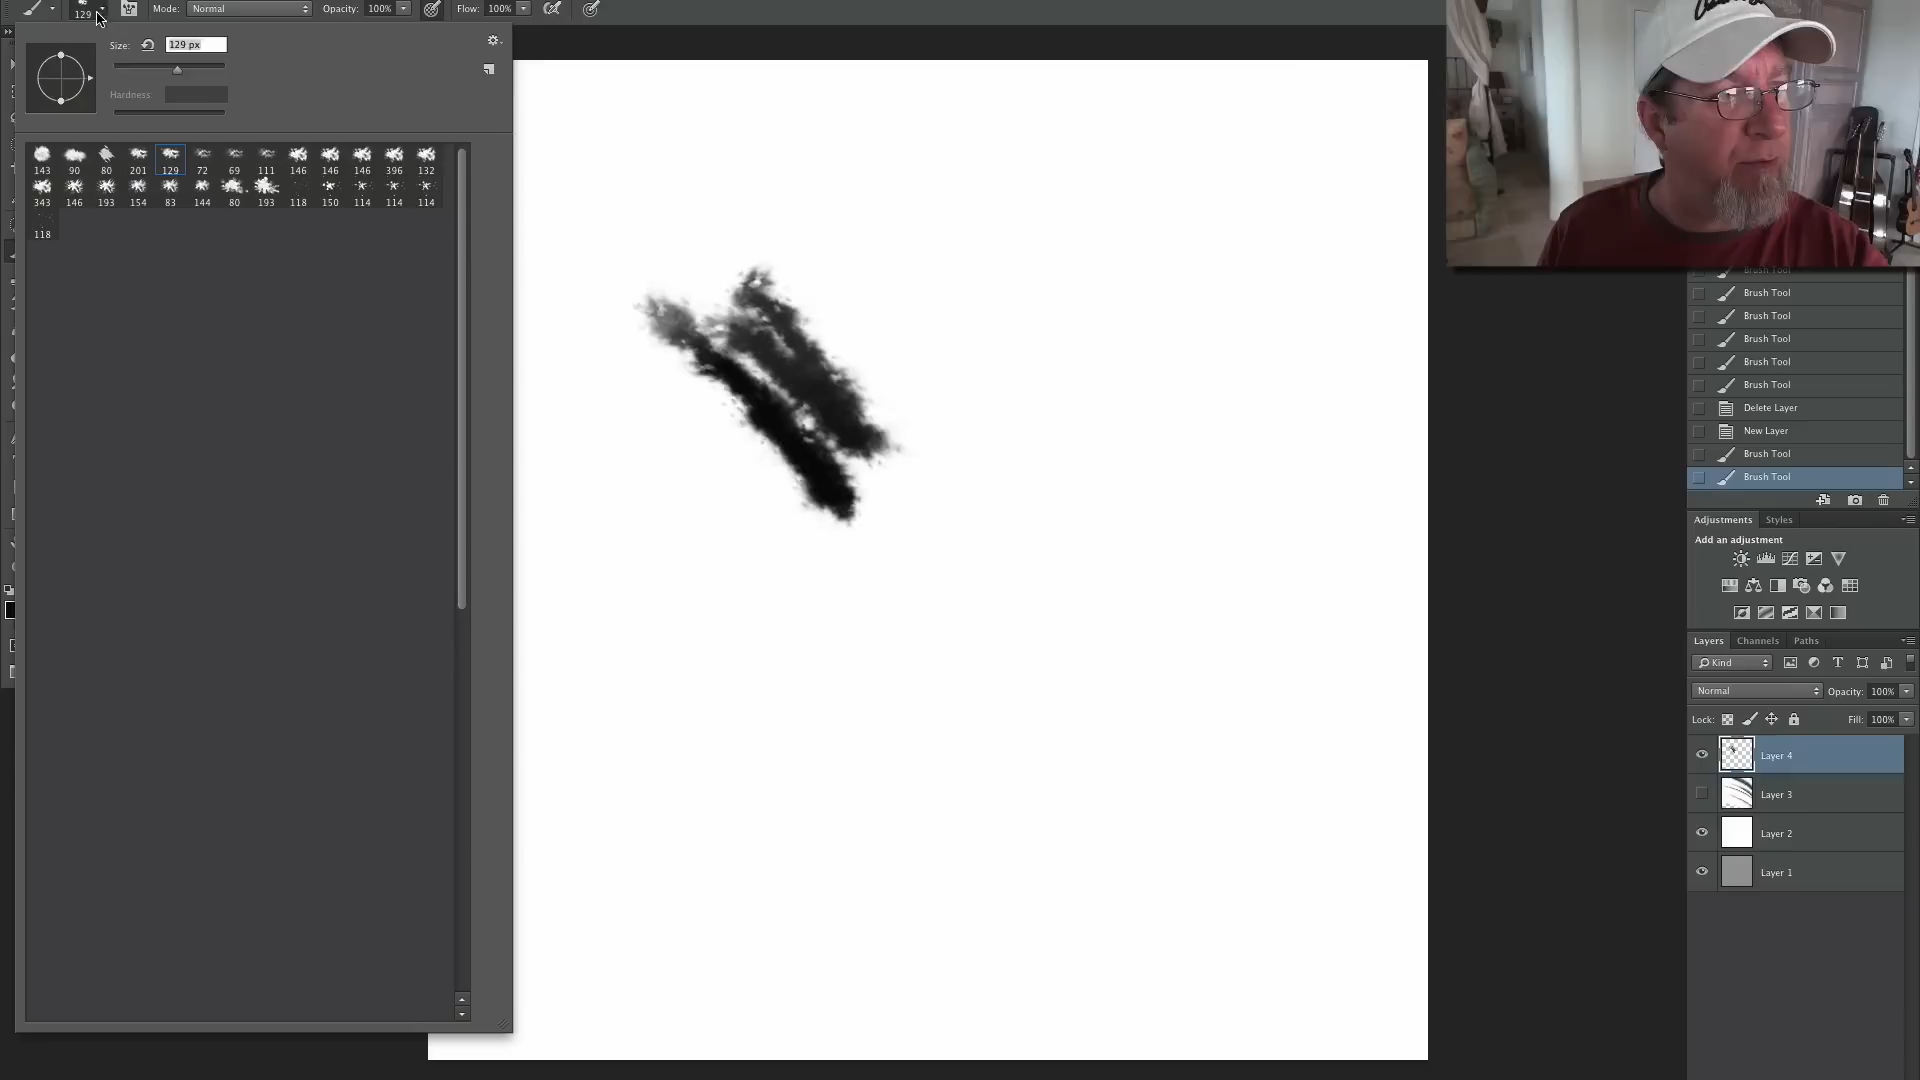 129
Mode: Normal Opacity: 100% Flow: 100%
Size: 129 px
Hardness:
143 90 80 201 129 72 69 111 146 146 146 396 132
343 146 193 154 83 144 80 193 118 150 114 114 114
118
Brush Tool
Brush Tool
Brush Tool
Brush Tool
Brush Tool
Brush Tool
Delete Layer
New Layer
Brush Tool
Brush Tool
Adjustments Styles
Add an adjustment
Layers Channels Paths
Kind
Normal Opacity: 100%
Lock: Fill: 100%
Layer 4
Layer 3
Layer 2
Layer 1